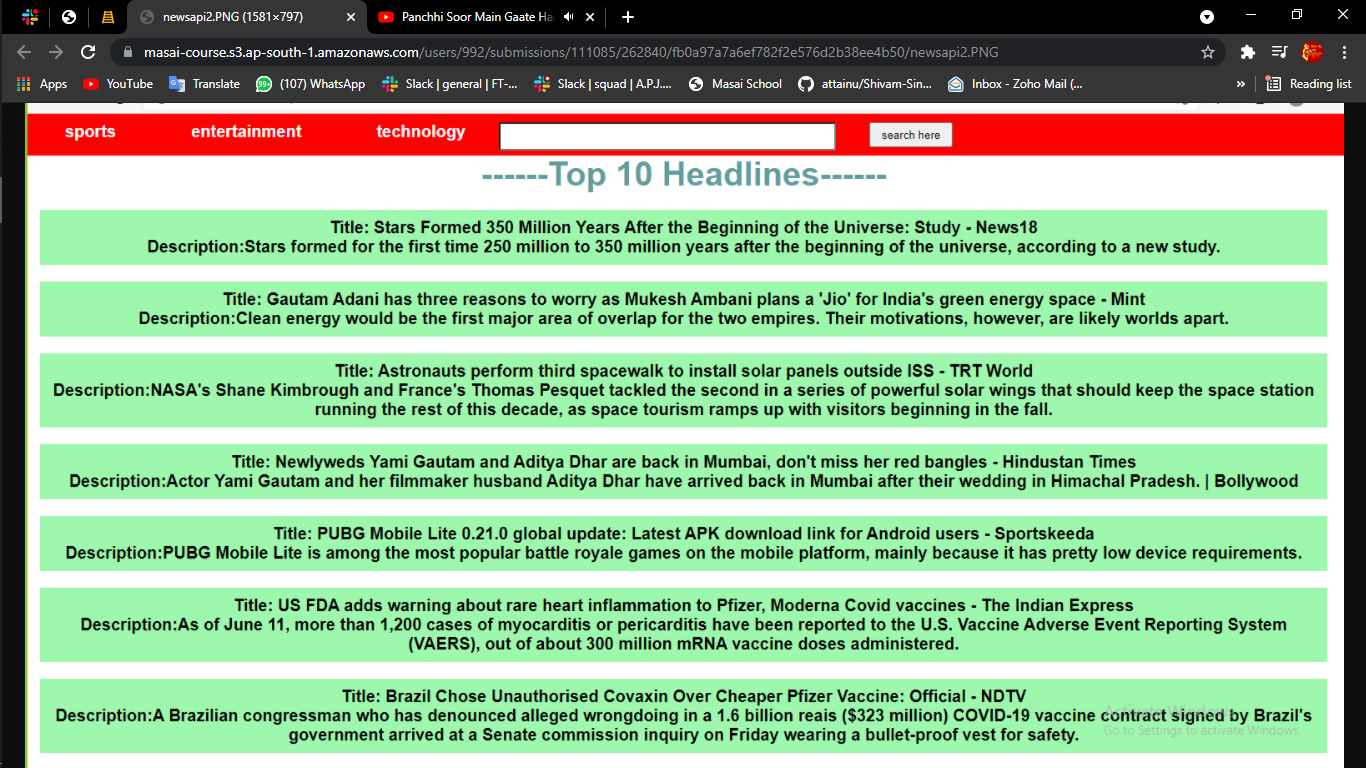 newsapi2.PNG (1581×797)
Panchhi Soor Main Gaate Ha
masai-course.s3.ap-south-1.amazonaws.com/users/992/submissions/111085/262840/fb0a97a7a6ef782f2e576d2b38ee4b50/newsapi2.PNG
Apps YouTube Translate (107) WhatsApp Slack | general | FT-... Slack | squad | A.P.J.... Masai School attainu/Shivam-Sin... Inbox - Zoho Mail (... » Reading list
sports entertainment technology search here
------Top 10 Headlines------
Title: Stars Formed 350 Million Years After the Beginning of the Universe: Study - News18
Description:Stars formed for the first time 250 million to 350 million years after the beginning of the universe, according to a new study.
Title: Gautam Adani has three reasons to worry as Mukesh Ambani plans a 'Jio' for India's green energy space - Mint
Description:Clean energy would be the first major area of overlap for the two empires. Their motivations, however, are likely worlds apart.
Title: Astronauts perform third spacewalk to install solar panels outside ISS - TRT World
Description:NASA's Shane Kimbrough and France's Thomas Pesquet tackled the second in a series of powerful solar wings that should keep the space station
running the rest of this decade, as space tourism ramps up with visitors beginning in the fall.
Title: Newlyweds Yami Gautam and Aditya Dhar are back in Mumbai, don't miss her red bangles - Hindustan Times
Description:Actor Yami Gautam and her filmmaker husband Aditya Dhar have arrived back in Mumbai after their wedding in Himachal Pradesh. | Bollywood
Title: PUBG Mobile Lite 0.21.0 global update: Latest APK download link for Android users - Sportskeeda
Description:PUBG Mobile Lite is among the most popular battle royale games on the mobile platform, mainly because it has pretty low device requirements.
Title: US FDA adds warning about rare heart inflammation to Pfizer, Moderna Covid vaccines - The Indian Express
Description:As of June 11, more than 1,200 cases of myocarditis or pericarditis have been reported to the U.S. Vaccine Adverse Event Reporting System
(VAERS), out of about 300 million mRNA vaccine doses administered.
Title: Brazil Chose Unauthorised Covaxin Over Cheaper Pfizer Vaccine: Official - NDTV
Description:A Brazilian congressman who has denounced alleged wrongdoing in a 1.6 billion reais ($323 million) COVID-19 vaccine contract signed by Brazil's
government arrived at a Senate commission inquiry on Friday wearing a bullet-proof vest for safety.
Activate Windows
Go to Settings to activate Windows.